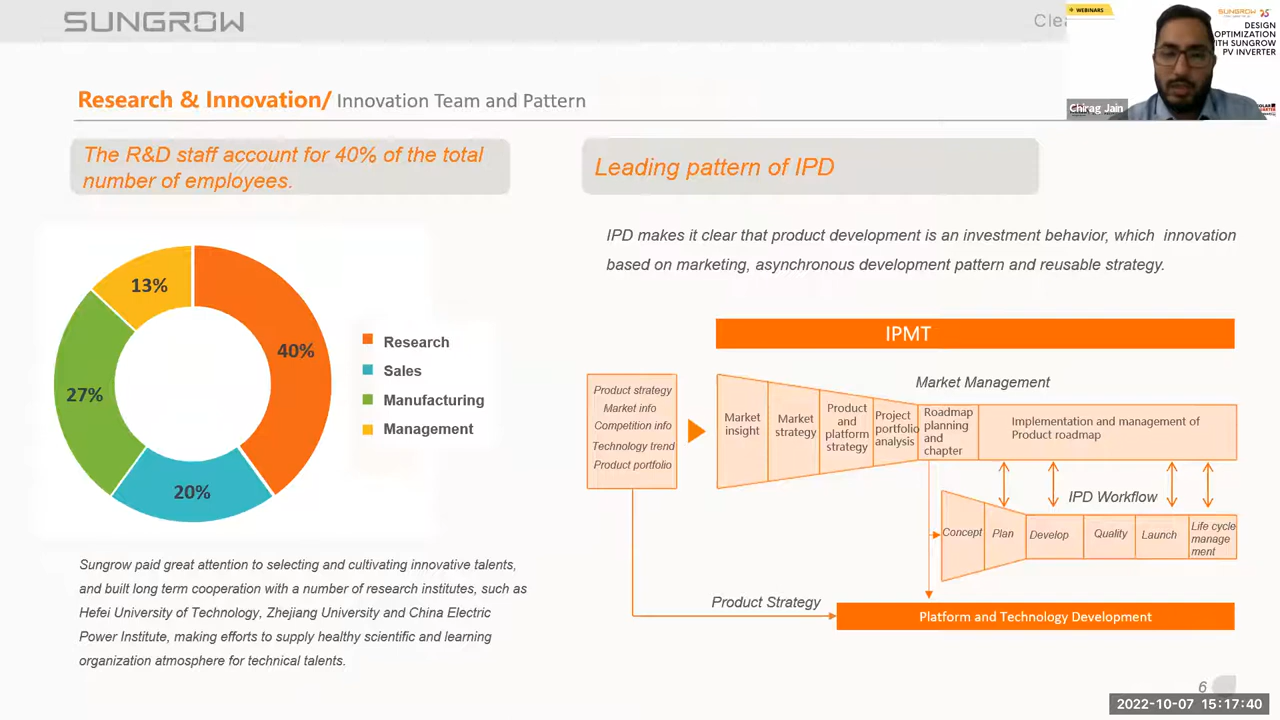 SUNGROW
Clea
WEBINARS
SUNGROW
DESIGN
OPTIMIZATION
ITH SUNGROW
PV INVERTER
Chirag Jain
Research & Innovation/ Innovation Team and Pattern
The R&D staff account for 40% of the total
number of employees.
Leading pattern of IPD
IPD makes it clear that product development is an investment behavior, which innovation
based on marketing, asynchronous development pattern and reusable strategy.
13%
40%
27%
20%
Research
Sales
Manufacturing
Management
Sungrow paid great attention to selecting and cultivating innovative talents,
and built long term cooperation with a number of research institutes, such as
Hefei University of Technology, Zhejiang University and China Electric
Power Institute, making efforts to supply healthy scientific and learning
organization atmosphere for technical talents.
IPMT
Market Management
Product strategy
Market info
Competition info
Technology trend
Product portfolio
Market
insight
Market
strategy
Product
and
platform
strategy
Project
portfolio
analysis
Roadmap
planning
and
chapter
Implementation and management of
Product roadmap
IPD Workflow
Concept
Plan
Develop
Quality
Launch
Life cycle
manage
ment
Product Strategy
Platform and Technology Development
6
2022-10-07 15:17:40